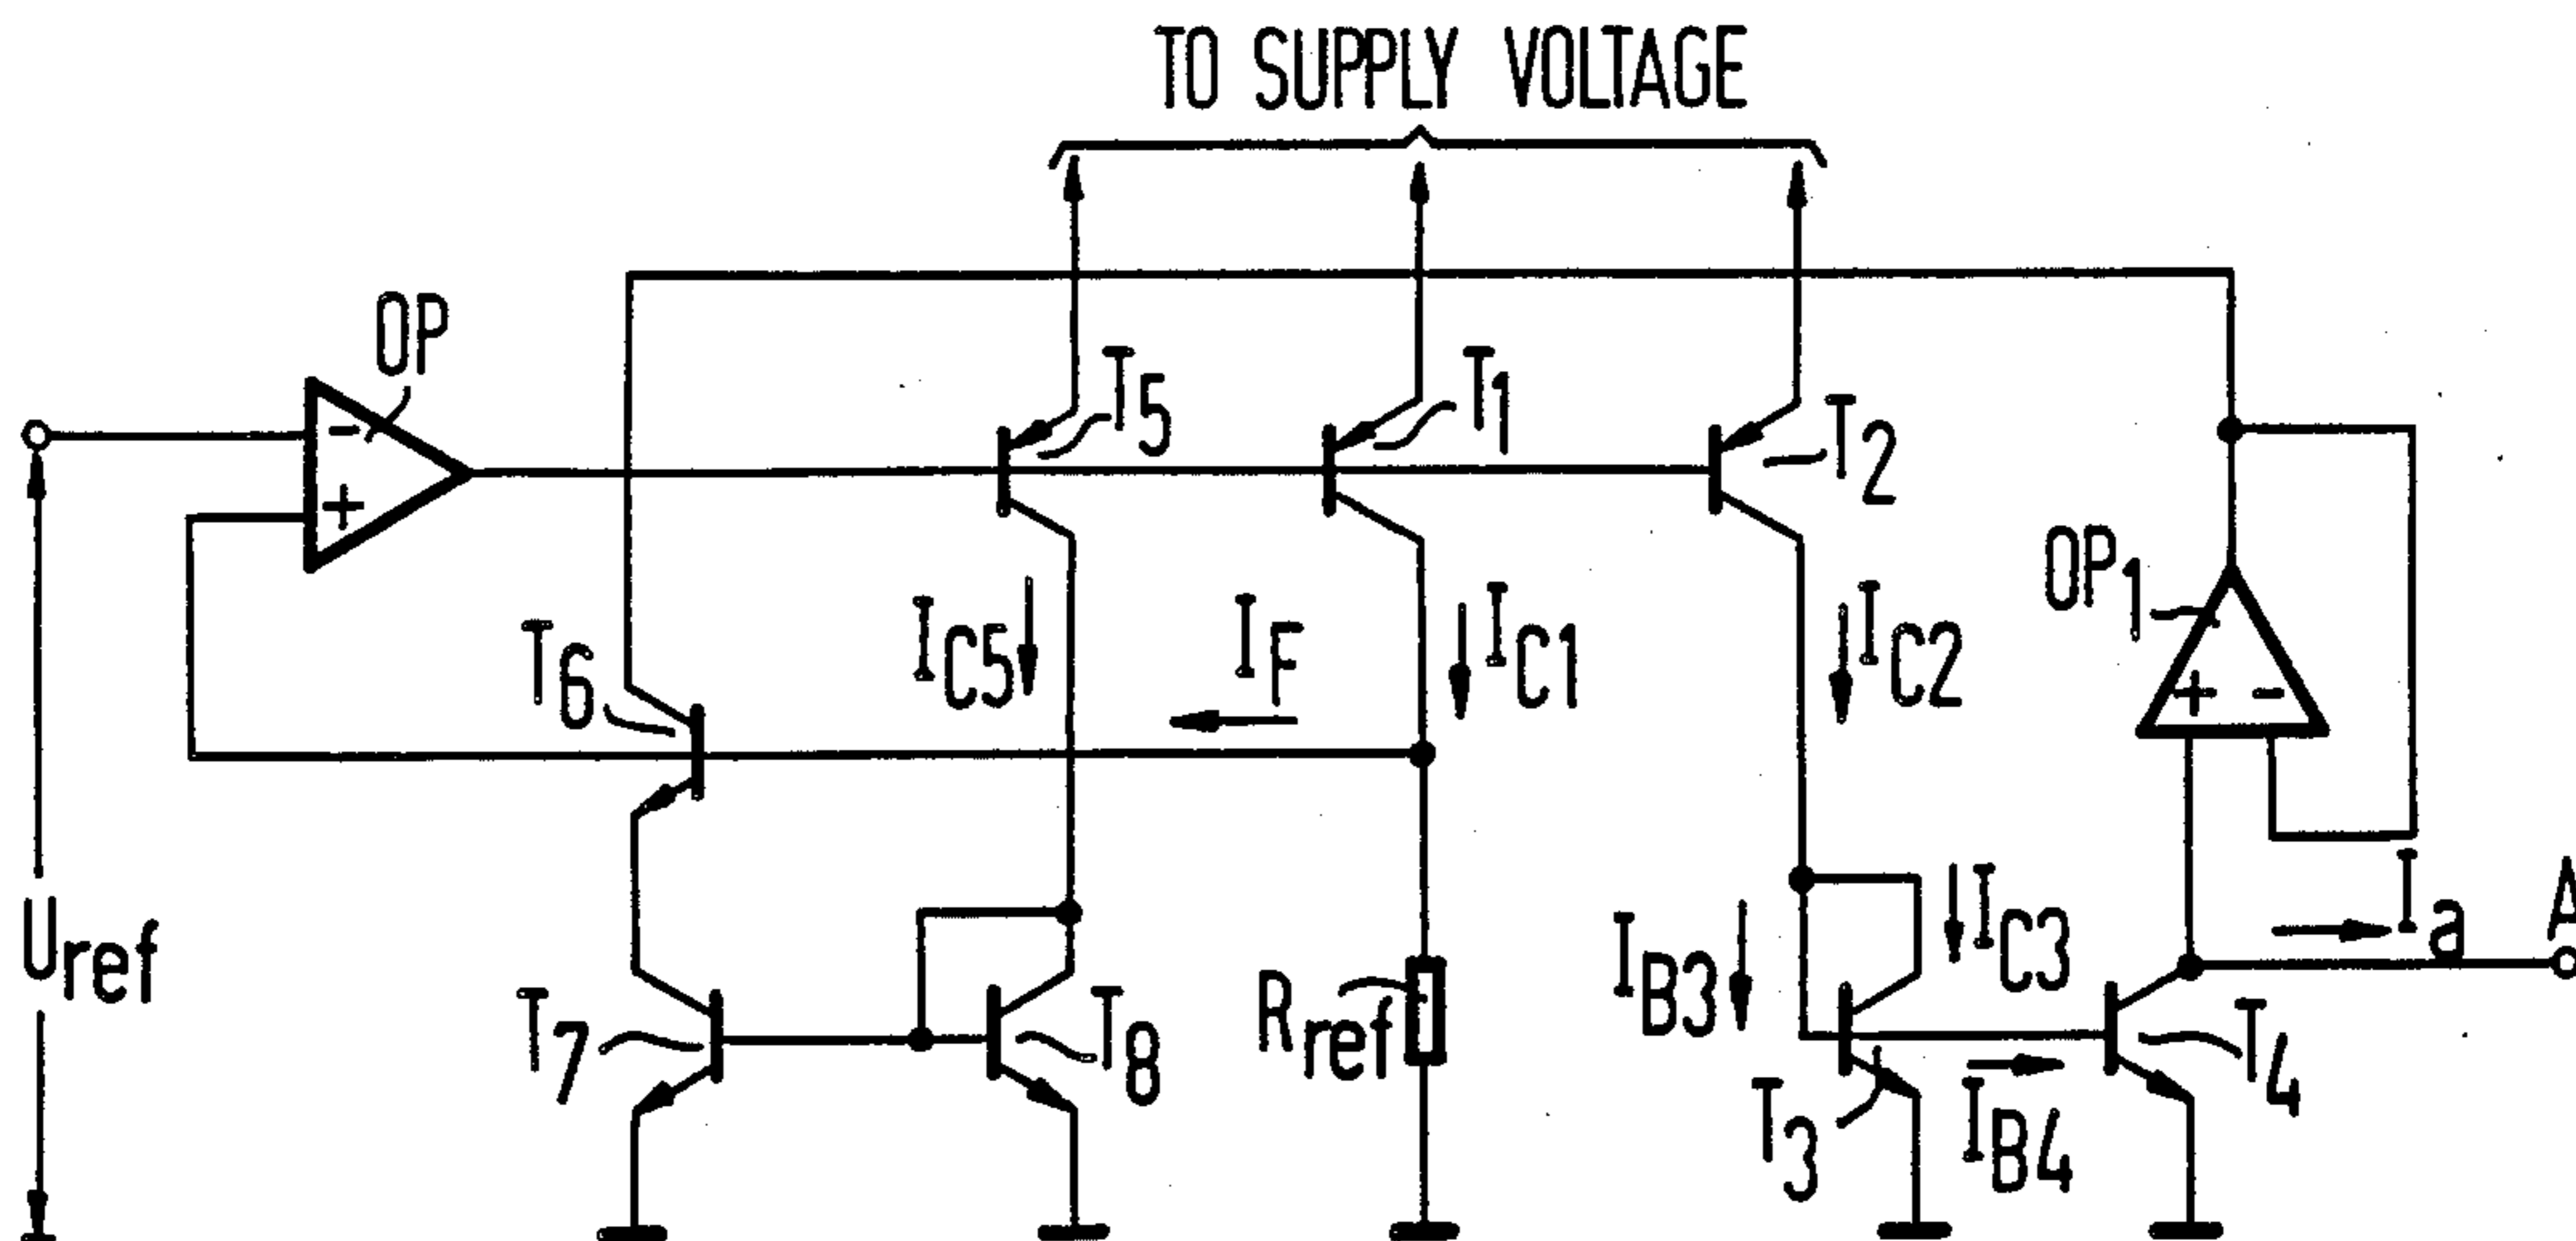 TO SUPPLY VOLTAGE
OP
T5
T1
T2
-
+
OP1
T6
IC5
IF
IC1
IC2
+ -
Uref
T7
T8
Rref
IB3
IC3
Ia
A
T3
IB4
T4